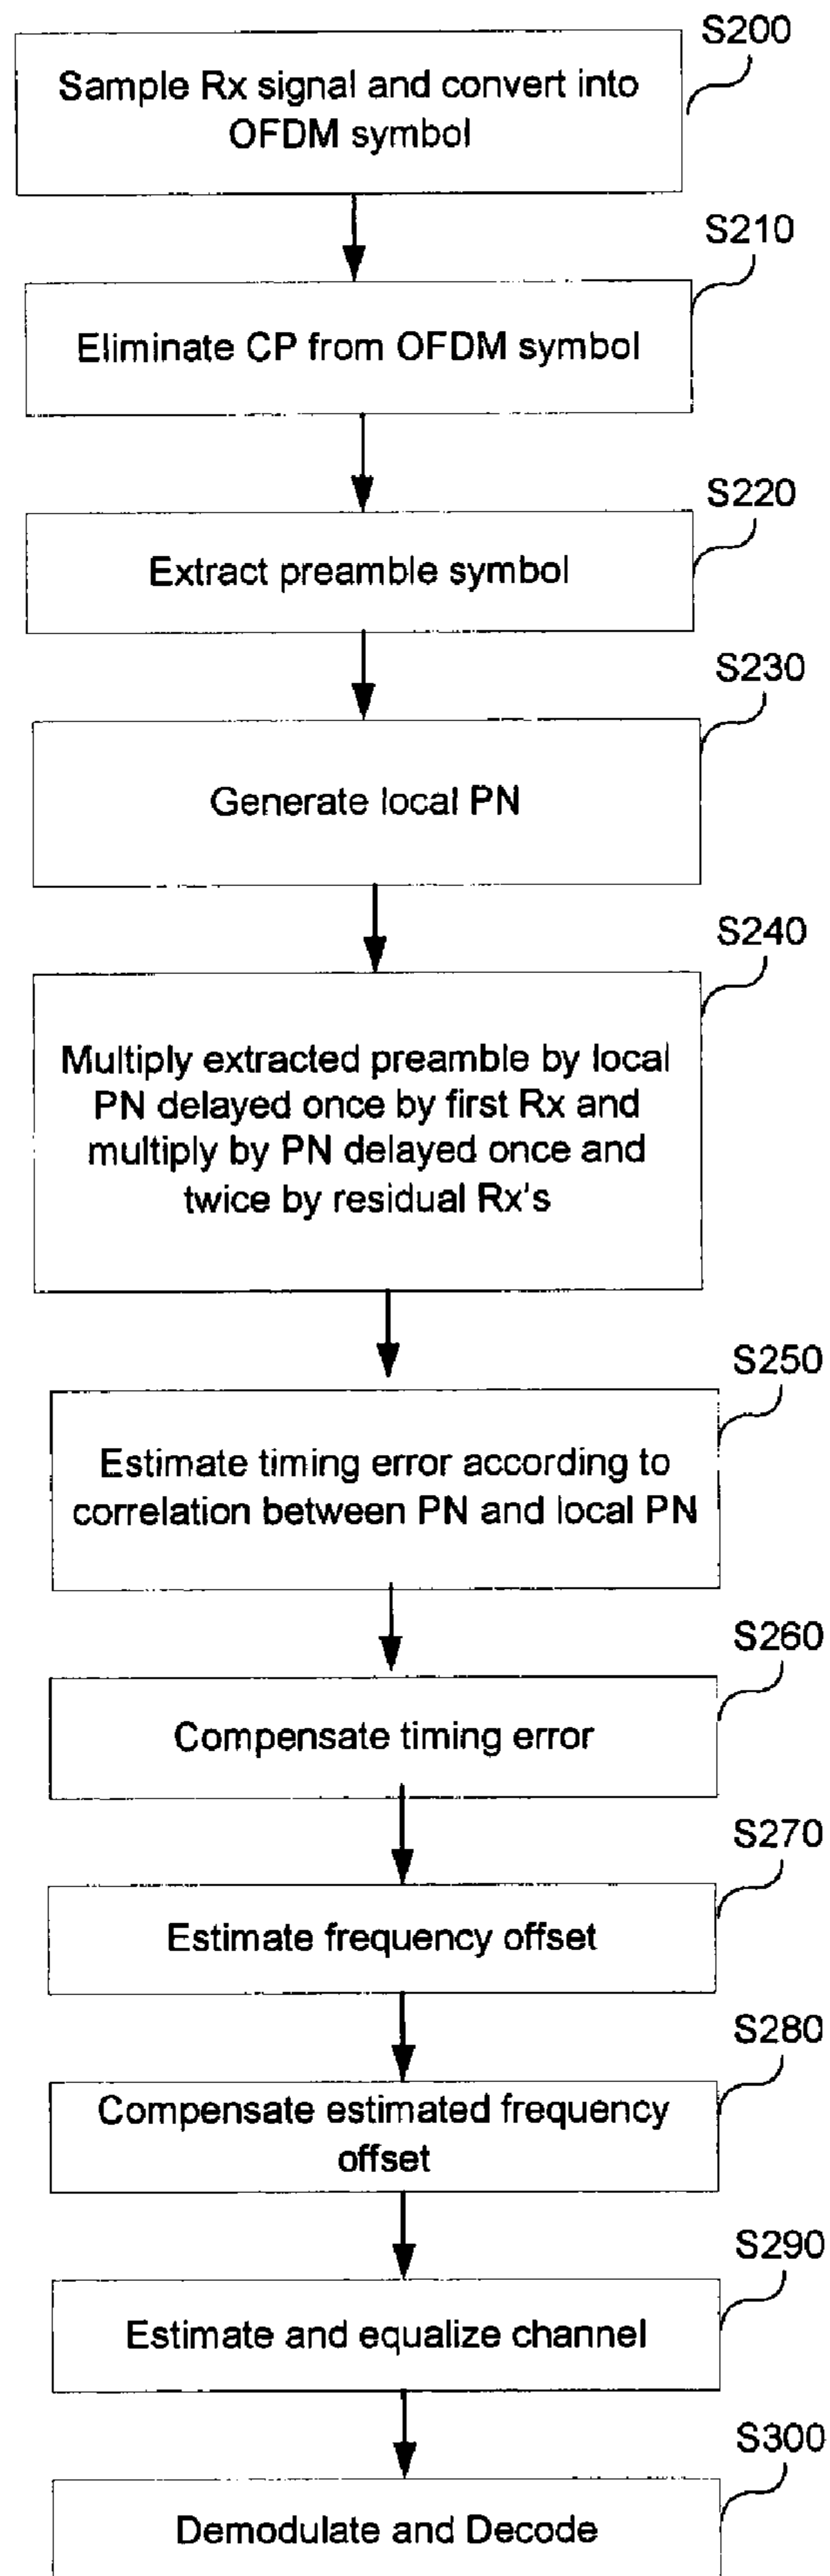 S200
Sample Rx signal and convert into
OFDM symbol
S210
Eliminate CP from OFDM symbol
S220
Extract preamble symbol
S230
Generate local PN
S240
Multiply extracted preamble by local
PN delayed once by first Rx and
multiply by PN delayed once and
twice by residual Rx's
S250
Estimate timing error according to
correlation between PN and local PN
S260
Compensate timing error
S270
Estimate frequency offset
S280
Compensate estimated frequency
offset
S290
Estimate and equalize channel
S300
Demodulate and Decode